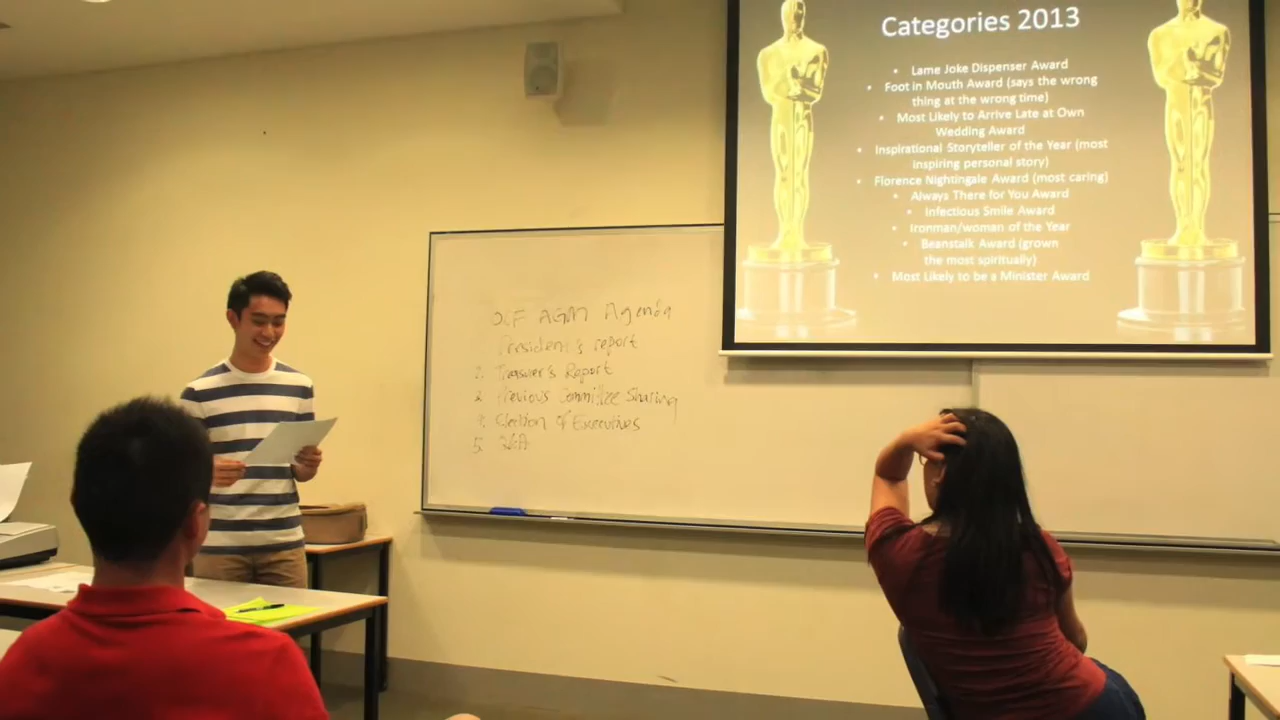 Categories 2013
• Lame Joke Dispenser Award
• Foot in Mouth Award (says the wrong
thing at the wrong time)
• Most Likely to Arrive Late at Own
Wedding Award
• Inspirational Storyteller of the Year (most
inspiring personal story)
• Florence Nightingale Award (most caring)
• Always There for You Award
• Infectious Smile Award
• Ironman/woman of the Year
• Beanstalk Award (grown
the most spiritually)
• Most Likely to be a Minister Award
OCF AGM Agenda
President's report
2. Treasurer's Report
Previous Committee Sharing
Election of Executives
5. Q&A